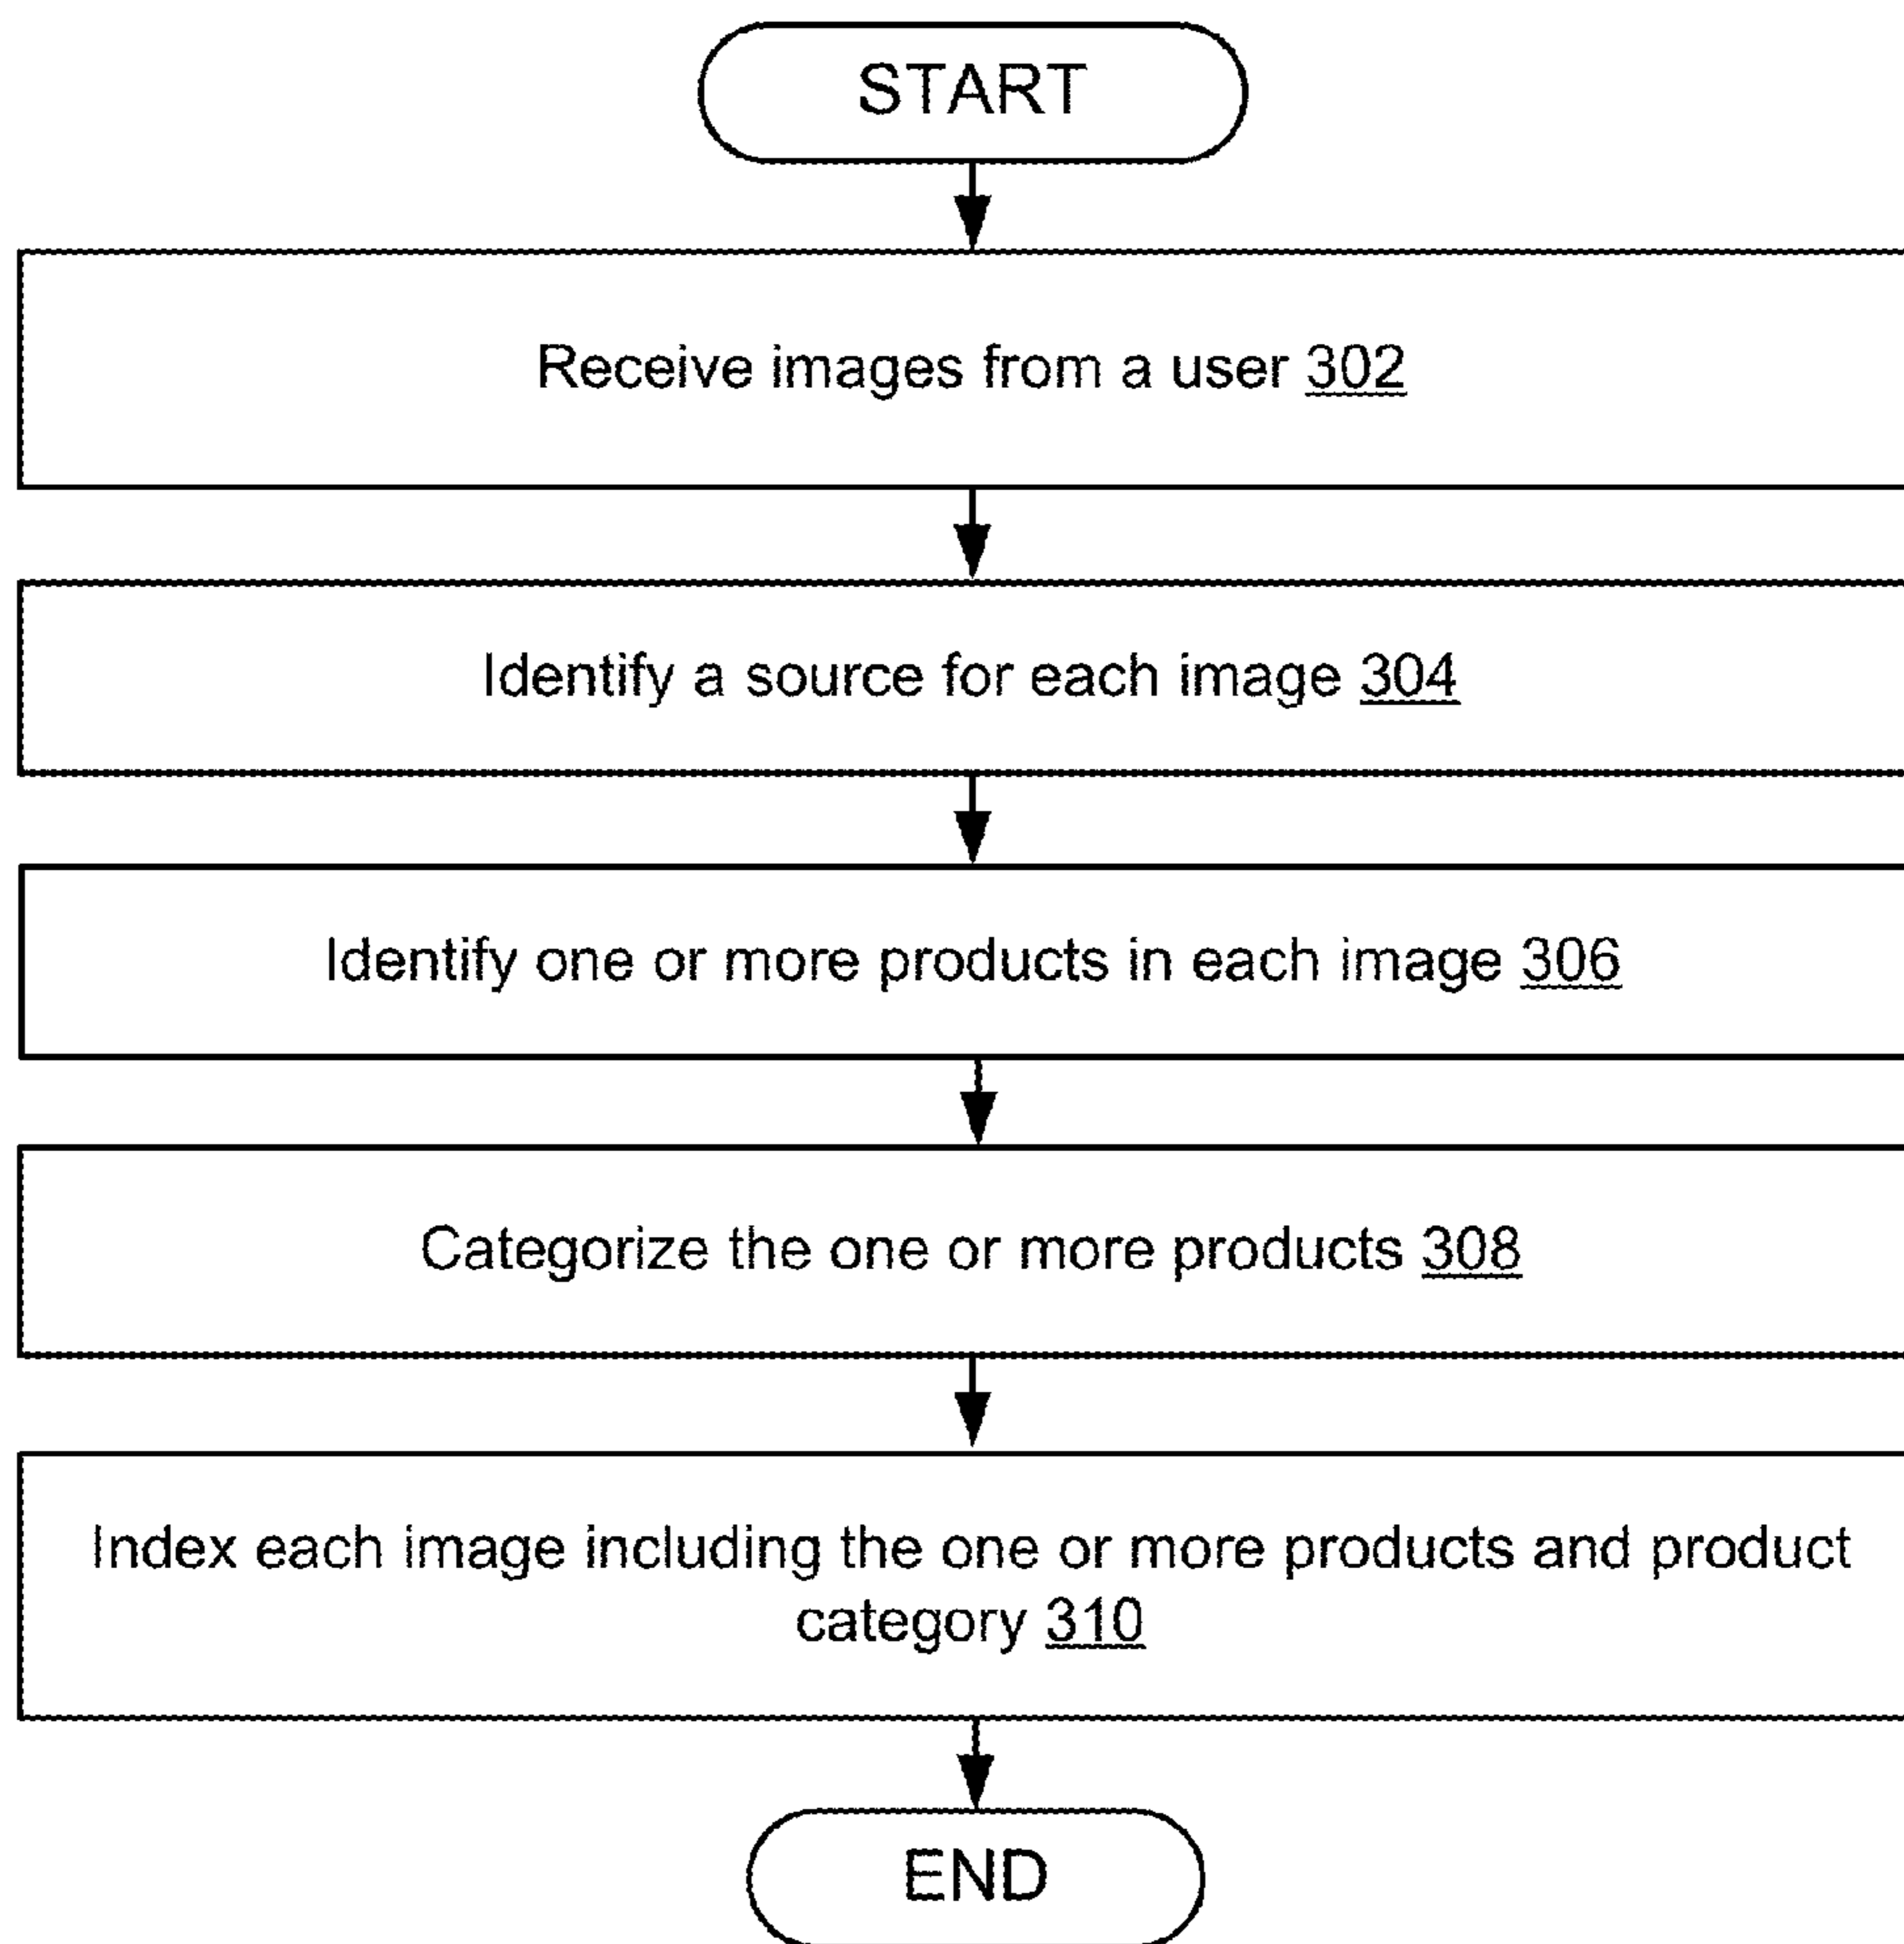 START
Receive images from a user 302
Identify a source for each image 304
Identify one or more products in each image 306
Categorize the one or more products 308
Index each image including the one or more products and product
category 310
END